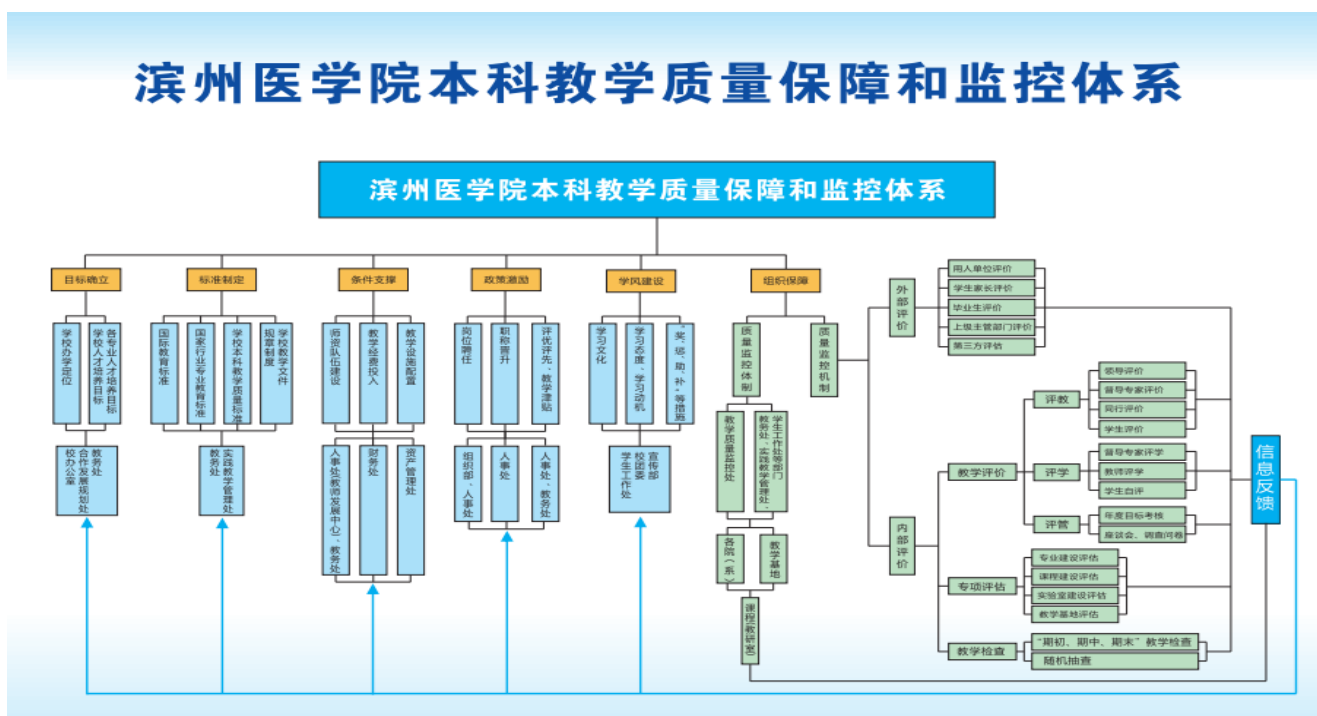 滨州医学院本科教学质量保障和监控体系
滨州医学院本科教学质量保障和监控体系
目标确立
标准制定
条件支撑
政策激励
学风建设
组织保障
学校办学定位
各专业人才培养目标
学校人才培养目标
国际教育标准
国家行业专业教育标准
学校本科教学质量标准
学校教学文件
规章制度
师资队伍建设
教学经费投入
教学设施配置
岗位聘任
职称晋升
评优评先、教学津贴
学习文化
学习态度、学习动机
“奖、惩、助、补”等措施
质量监控体制
质量监控机制
教务处
合作发展规划处
校办公室
实践教学管理处
教务处
人事处(教师发展中心)、教务处
财务处
资产管理处
组织部、人事处
人事处
人事处、教务处
宣传部
校团委
学生工作处
教学质量监控处
学生工作处等部门
教务处、实践教学管理处、
各院(系)
教学基地
课程(教研室)
外部评价
用人单位评价
学生家长评价
毕业生评价
上级主管部门评价
第三方评估
内部评价
教学评价
评教
领导评价
督导专家评价
同行评价
学生评价
评学
督导专家评学
教师评学
学生自评
评管
年度目标考核
座谈会、调查问卷
专项评估
专业建设评估
课程建设评估
实验室建设评估
教学基地评估
教学检查
“期初、期中、期末”教学检查
随机抽查
信息反馈